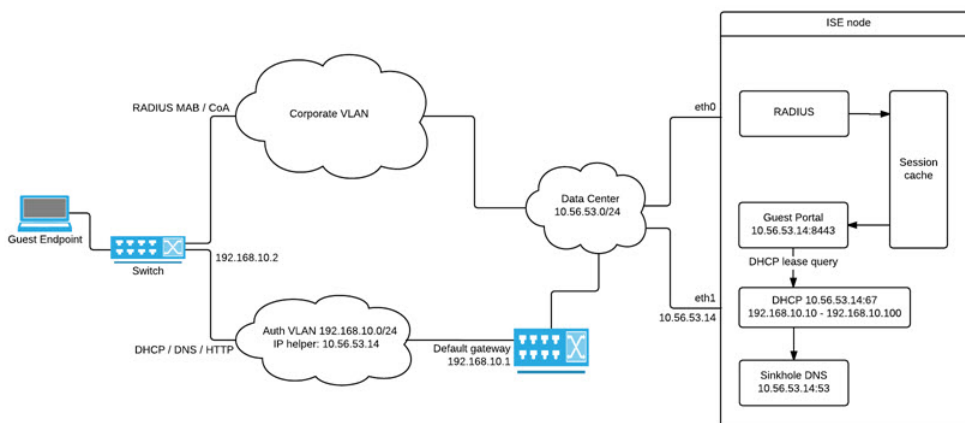 ISE node
RADIUS MAB / CoA
Corporate VLAN
eth0
RADIUS
Session
cache
Data Center
10.56.53.0/24
Guest Endpoint
Switch
192.168.10.2
Guest Portal
10.56.53.14:8443
DHCP lease query
eth1
10.56.53.14
DHCP 10.56.53.14:67
192.168.10.10 - 192.168.10.100
Auth VLAN 192.168.10.0/24
IP helper: 10.56.53.14
DHCP / DNS / HTTP
Default gateway
192.168.10.1
Sinkhole DNS
10.56.53.14:53